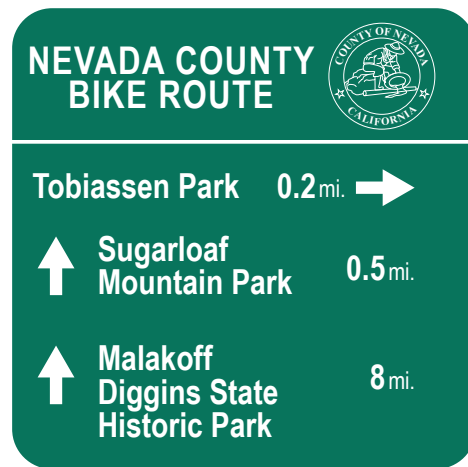 NEVADA COUNTY
BIKE ROUTE
COUNTY OF NEVADA
CALIFORNIA
Tobiassen Park 0.2 mi.
Sugarloaf
Mountain Park 0.5 mi.
Malakoff
Diggins State 8 mi.
Historic Park